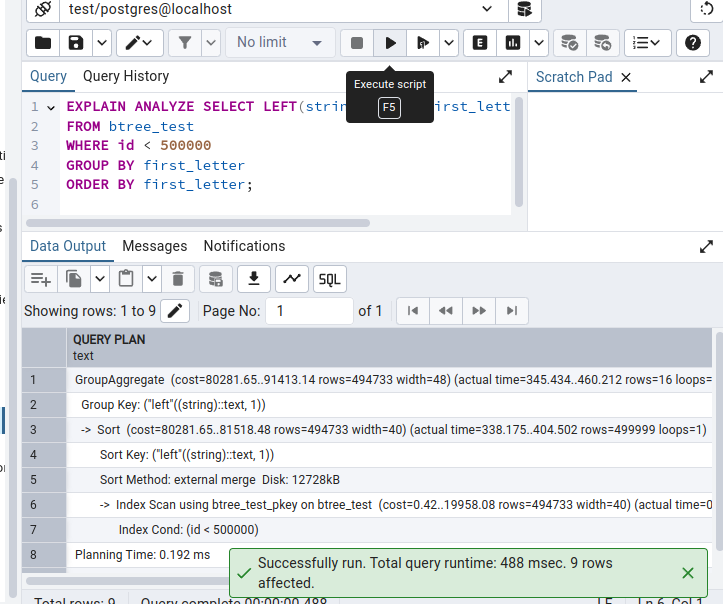 test/postgres@localhost
No limit
E
Query
Query History
Execute script
F5
Scratch Pad
1 EXPLAIN ANALYZE SELECT LEFT(strin irst_lett
2 FROM btree_test
3 WHERE id < 500000
4 GROUP BY first_letter
5 ORDER BY first_letter;
6
Data Output Messages Notifications
SQL
Showing rows: 1 to 9 Page No: 1 of 1
QUERY PLAN
text
1 GroupAggregate (cost=80281.65..91413.14 rows=494733 width=48) (actual time=345.434..460.212 rows=16 loops=
2 Group Key: ("left"((string)::text, 1))
3 -> Sort (cost=80281.65..81518.48 rows=494733 width=40) (actual time=338.175..404.502 rows=499999 loops=1)
4 Sort Key: ("left"((string)::text, 1))
5 Sort Method: external merge Disk: 12728kB
6 -> Index Scan using btree_test_pkey on btree_test (cost=0.42..19958.08 rows=494733 width=40) (actual time=0
7 Index Cond: (id < 500000)
8 Planning Time: 0.192 ms
Successfully run. Total query runtime: 488 msec. 9 rows
affected.
Total rows: 9 Query complete 00:00:00.488 LF Ln 6, Col 1